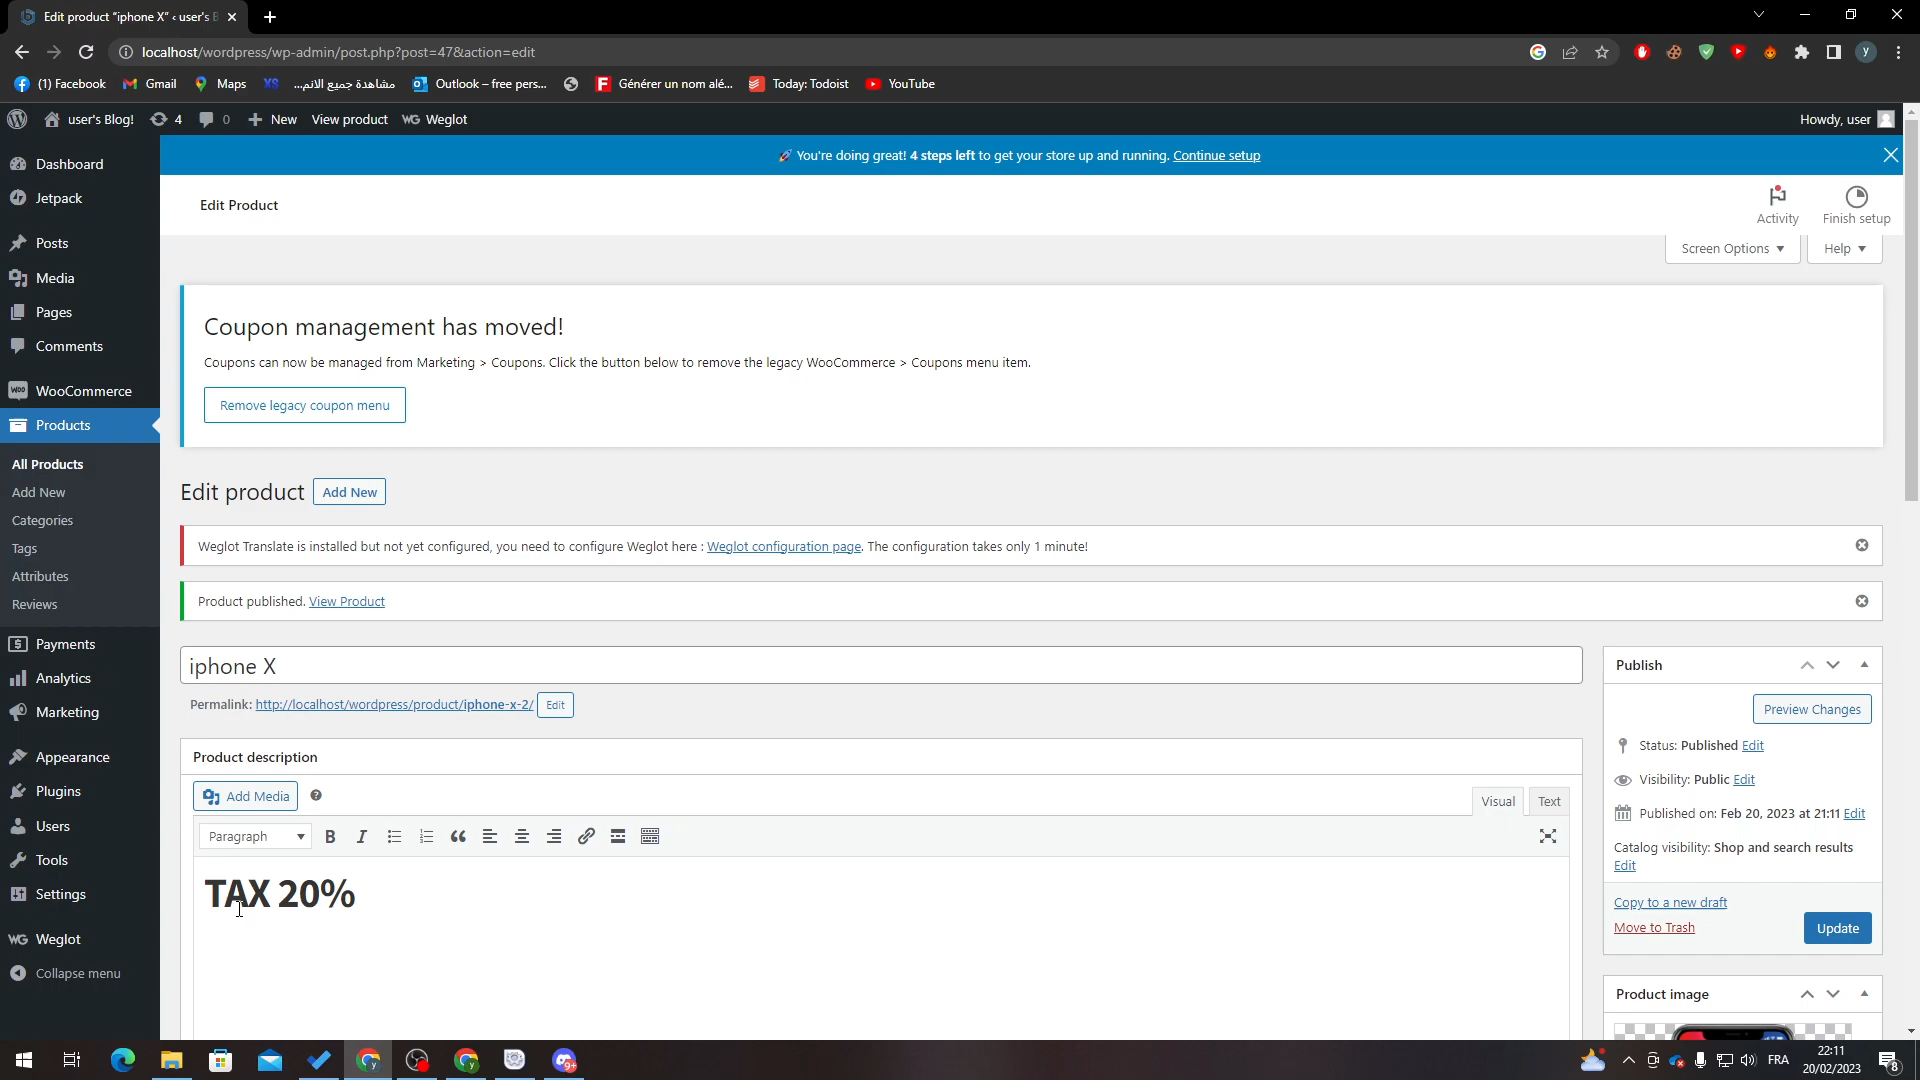 Edit product “iphone X” ‹ user's B
localhost/wordpress/wp-admin/post.php?post=47&action=edit
(1) Facebook
Gmail
Maps
مشاهدة جميع الانم...
Outlook – free pers...
Générer un nom alé...
Today: Todoist
YouTube
user's Blog!
4
0
New
View product
WG Weglot
Howdy, user
🚀 You're doing great! 4 steps left to get your store up and running. Continue setup
Dashboard
Jetpack
Posts
Media
Pages
Comments
WooCommerce
Products
All Products
Add New
Categories
Tags
Attributes
Reviews
Payments
Analytics
Marketing
Appearance
Plugins
Users
Tools
Settings
WG Weglot
Collapse menu
Edit Product
Activity
Finish setup
Screen Options
Help
Coupon management has moved!
Coupons can now be managed from Marketing > Coupons. Click the button below to remove the legacy WooCommerce > Coupons menu item.
Remove legacy coupon menu
Edit product
Add New
Weglot Translate is installed but not yet configured, you need to configure Weglot here : Weglot configuration page. The configuration takes only 1 minute!
Product published. View Product
iphone X
Permalink: http://localhost/wordpress/product/iphone-x-2/ Edit
Product description
Add Media
Visual
Text
Paragraph
TAX 20%
Publish
Preview Changes
Status: Published Edit
Visibility: Public Edit
Published on: Feb 20, 2023 at 21:11 Edit
Catalog visibility: Shop and search results
Edit
Copy to a new draft
Move to Trash
Update
Product image
FRA
22:11
20/02/2023
8